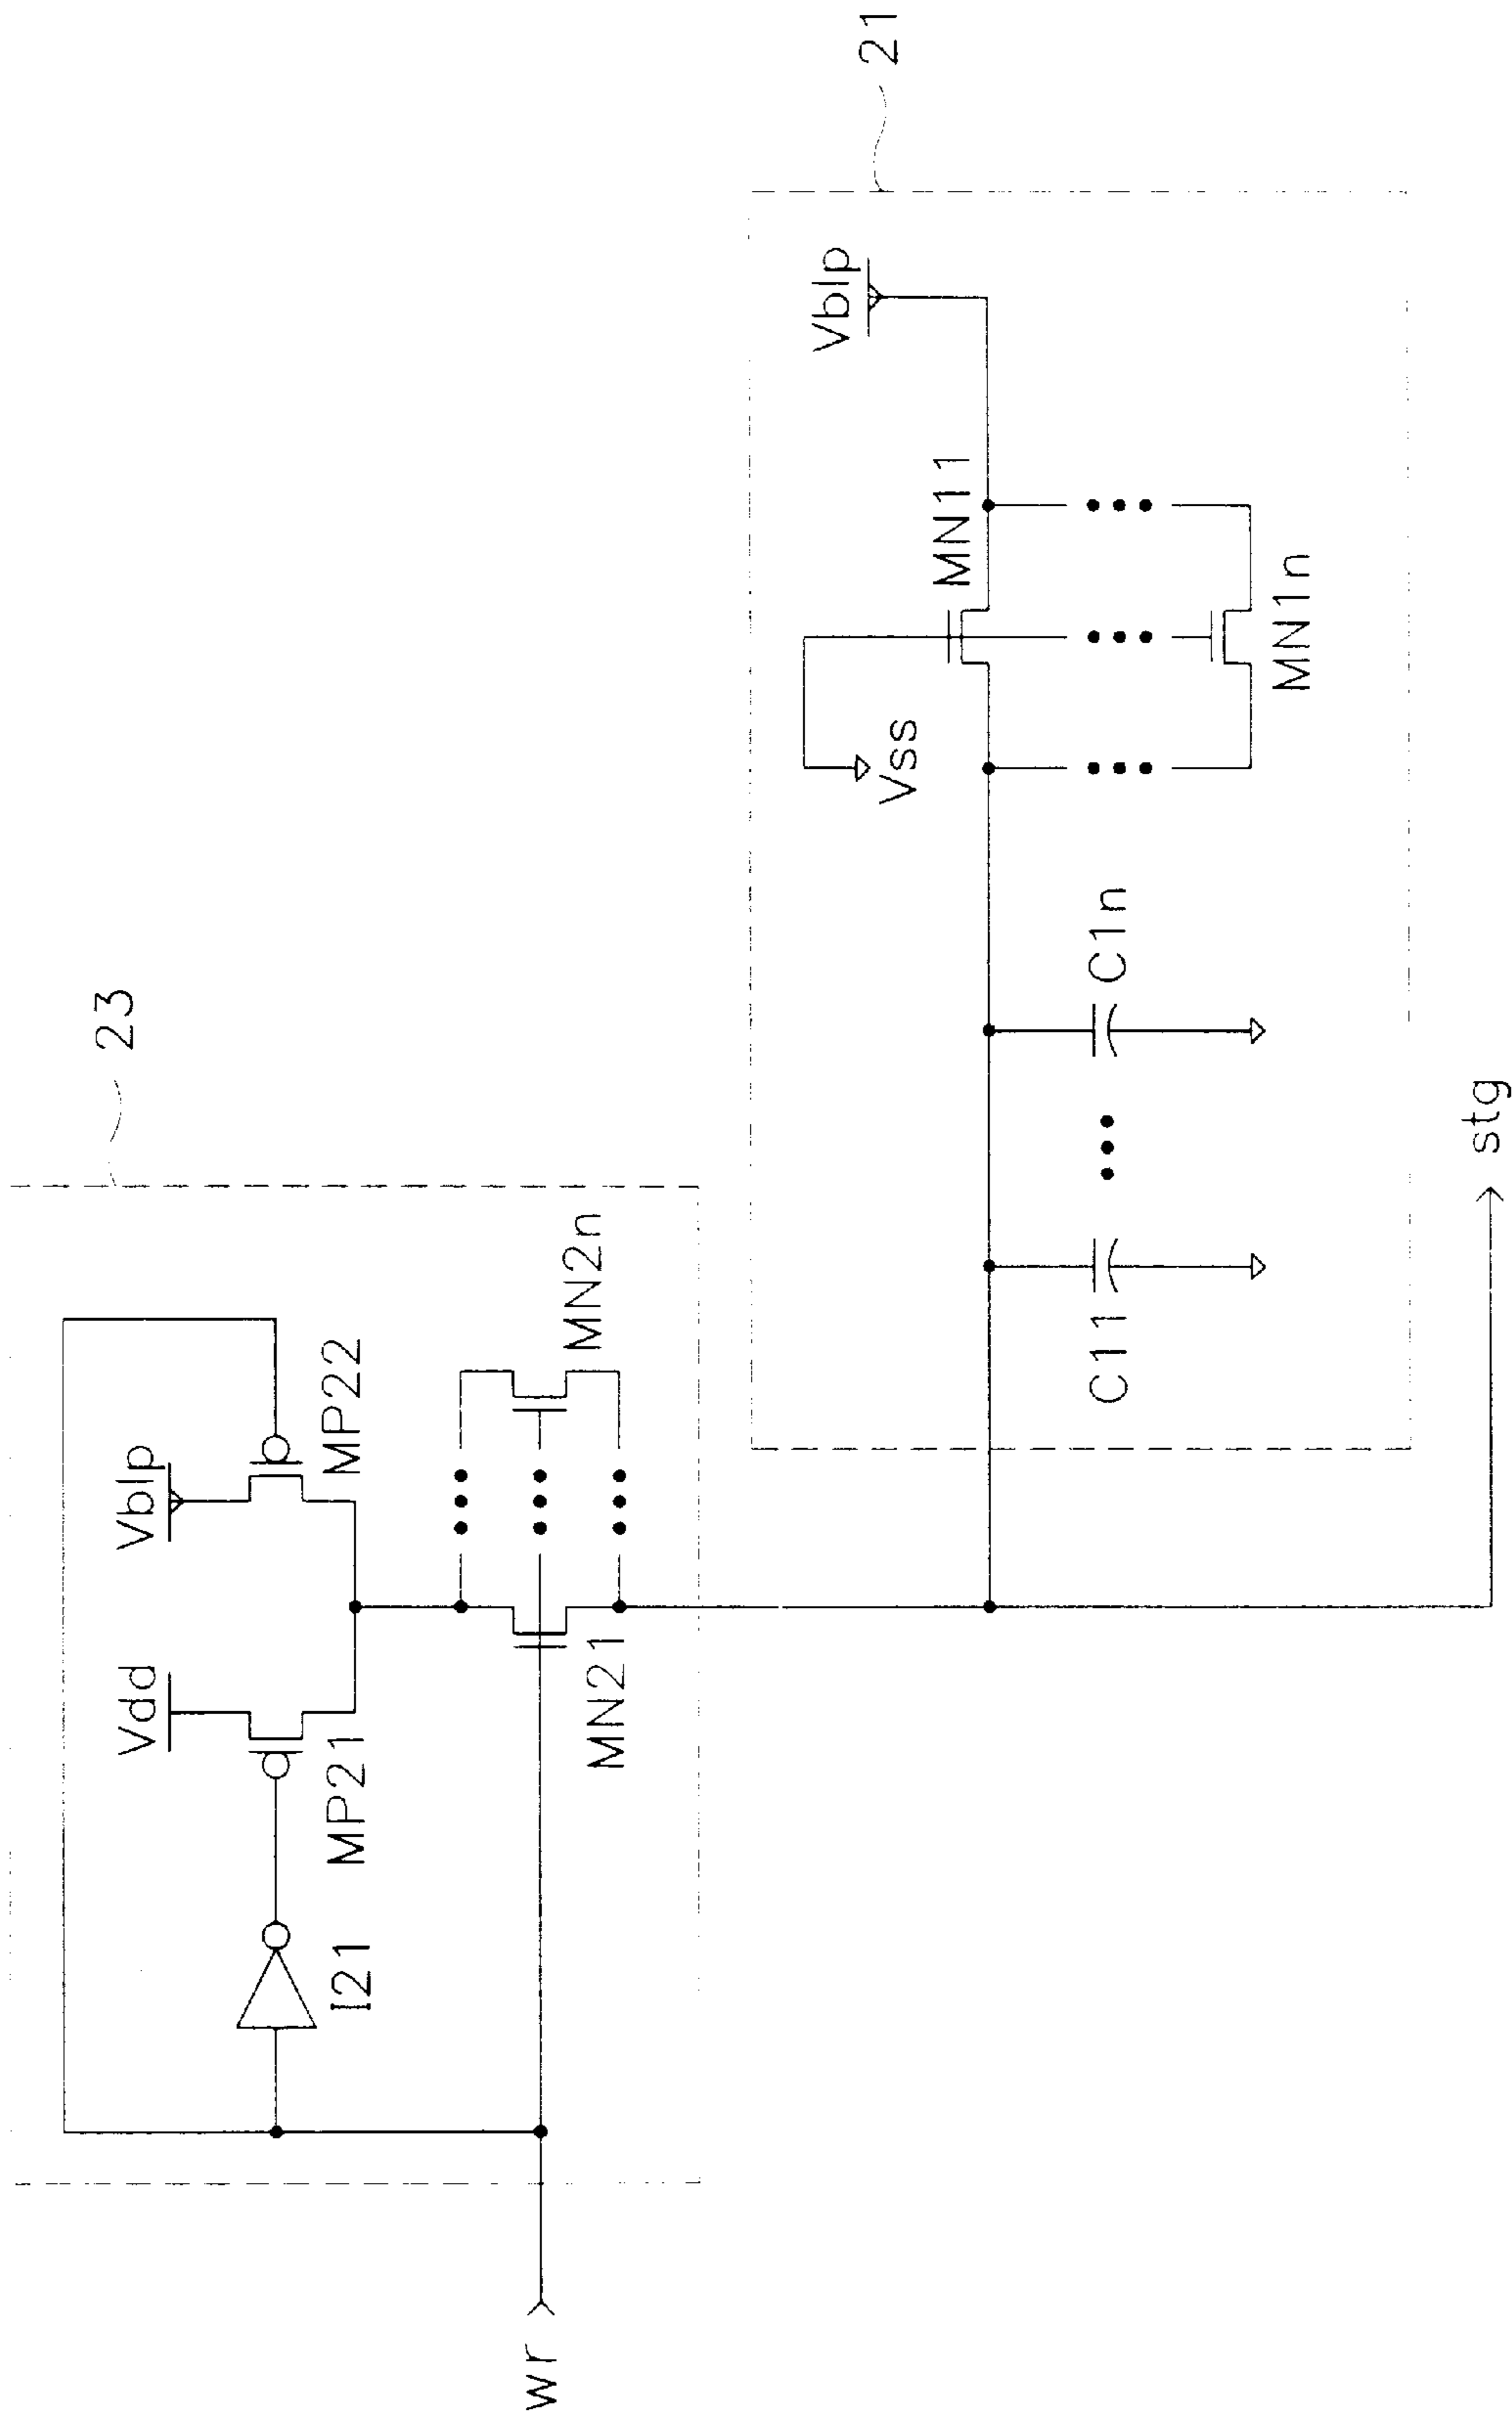 23
Vdd
Vblp
I21
MP21
MP22
wr
MN21
MN2n
21
Vblp
Vss
MN11
C11
C1n
MN1n
stg